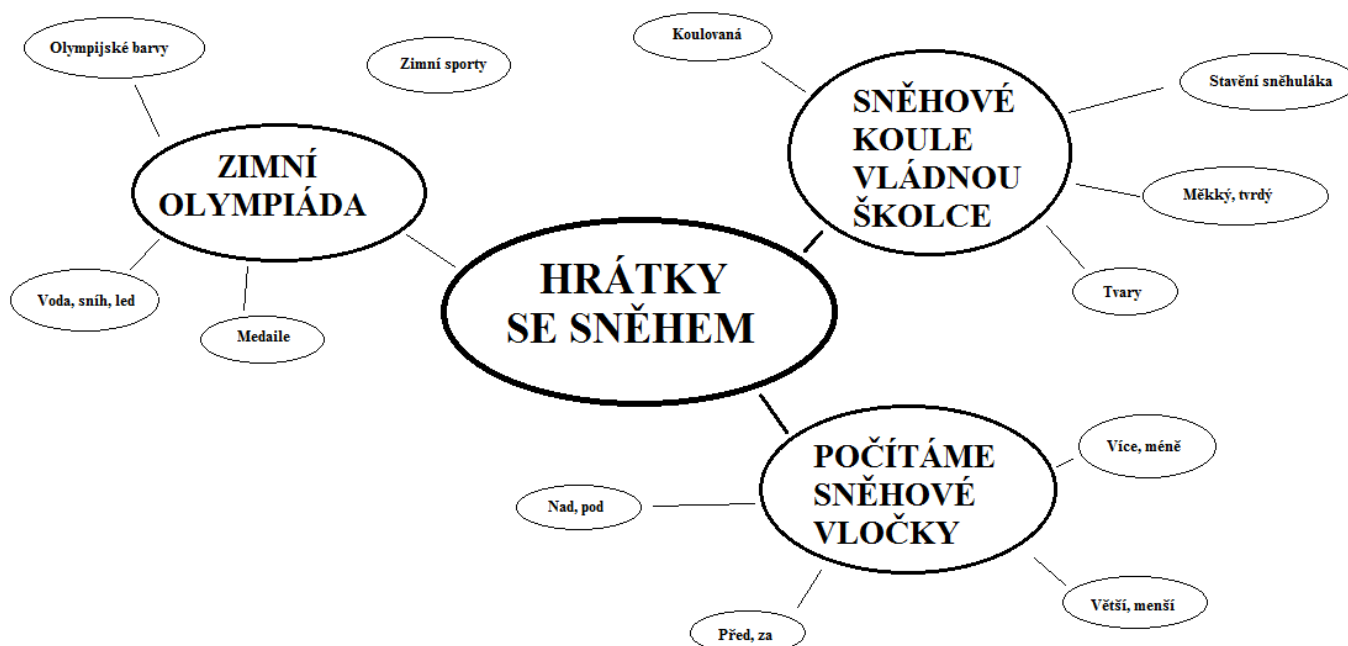 Olympijské barvy
Zimní sporty
Koulovaná
Stavění sněhuláka
SNĚHOVÉ
KOULE
VLÁDNOU
ŠKOLCE
ZIMNÍ
OLYMPIÁDA
Měkký, tvrdý
Voda, sníh, led
Medaile
Tvary
HRÁTKY
SE SNĚHEM
POČÍTÁME
SNĚHOVÉ
VLOČKY
Více, méně
Nad, pod
Větší, menší
Před, za